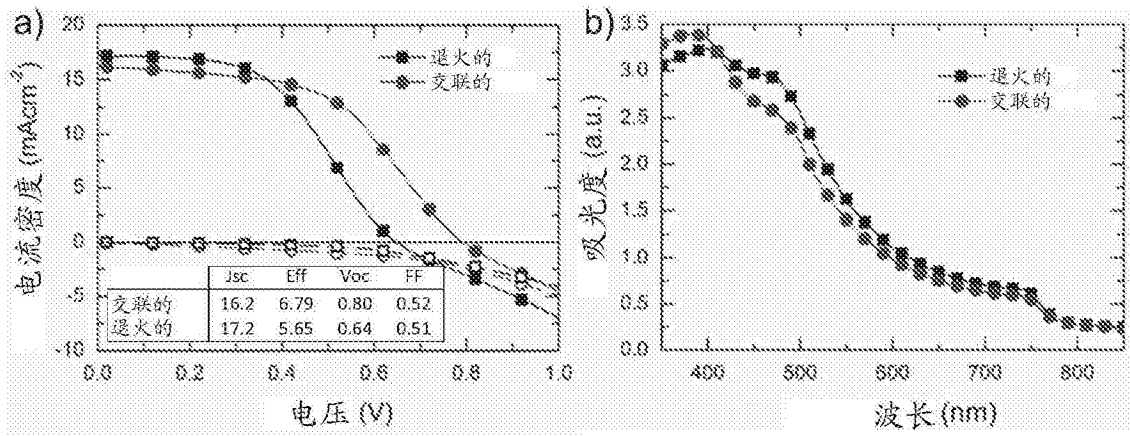 a)
电流密度 (mAcm-2)
20
15
10
5
0
-5
-10
退火的
交联的
Jsc Eff Voc FF
交联的 16.2 6.79 0.80 0.52
退火的 17.2 5.65 0.64 0.51
0.0 0.2 0.4 0.6 0.8 1.0
电压 (V)
b)
吸光度 (a.u.)
3.5
3.0
2.5
2.0
1.5
1.0
0.5
0.0
退火的
交联的
400 500 600 700 800
波长 (nm)